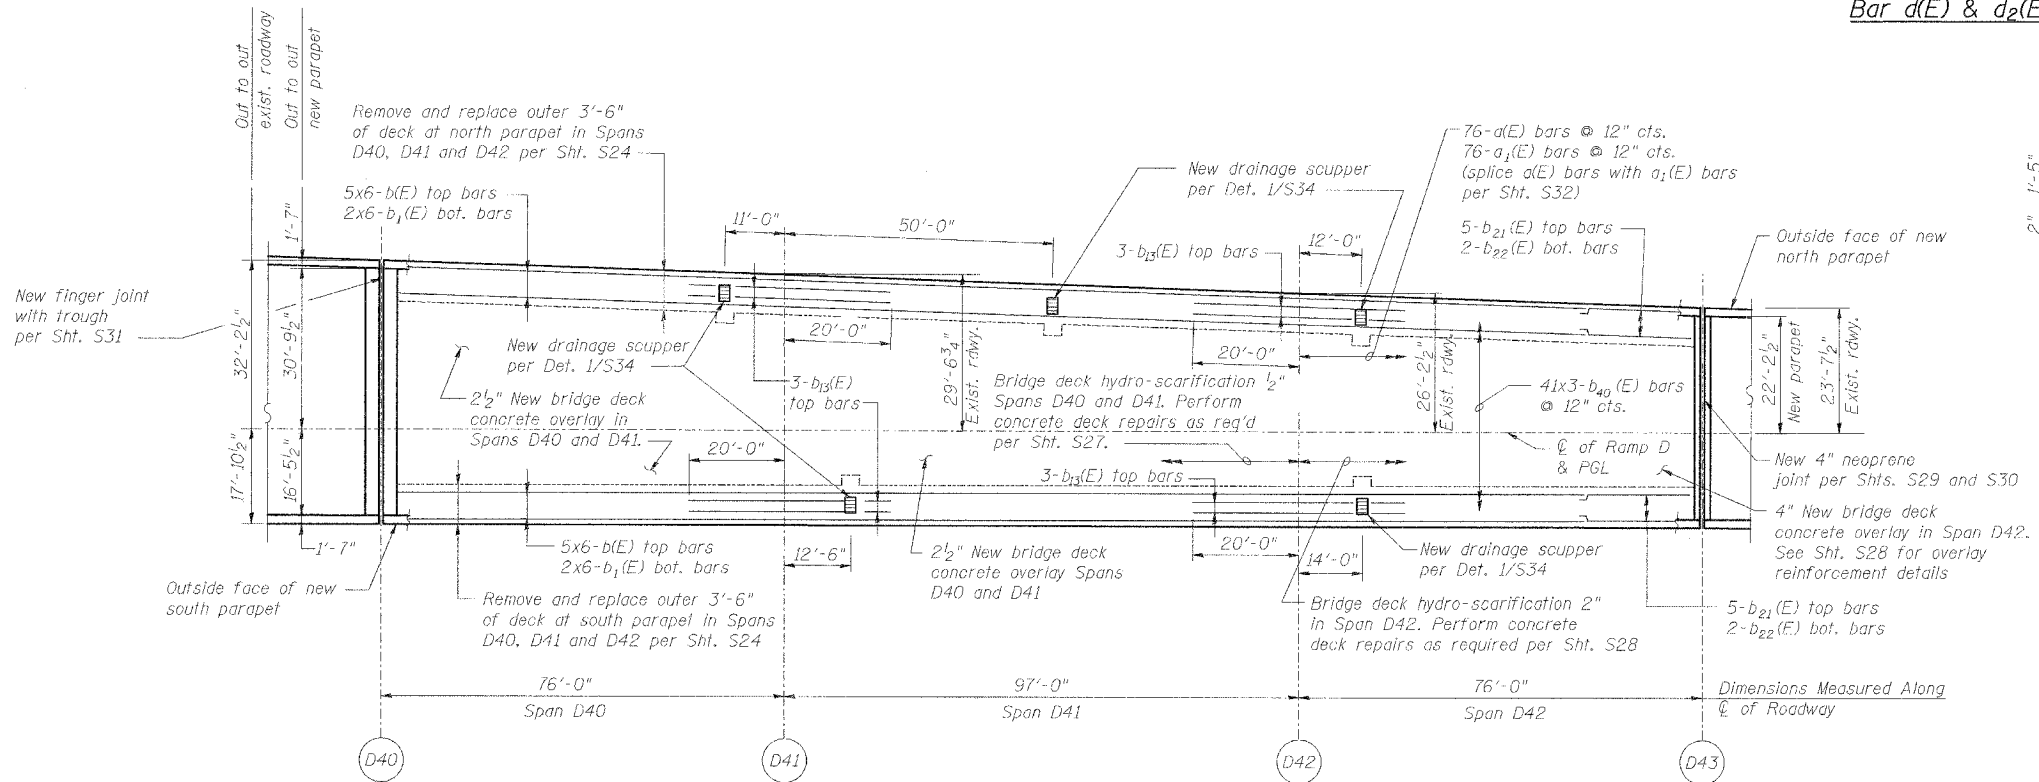 Bar d(E) & d2(E
Out to out
exist. roadway
Out to out
new parapet
Remove and replace outer 3'-6"
of deck at north parapet in Spans
D40, D41 and D42 per Sht. S24
5x6-b(E) top bars
2x6-b1(E) bot. bars
1'-7"
11'-0"
50'-0"
New drainage scupper
per Det. 1/S34
3-b13(E) top bars
12'-0"
76-a(E) bars @ 12" cts.
76-a1(E) bars @ 12" cts.
(splice a(E) bars with a1(E) bars
per Sht. S32)
5-b21(E) top bars
2-b22(E) bot. bars
Outside face of new
north parapet
2" 1'-5"
New finger joint
with trough
per Sht. S31
32'-2½"
30'-9½"
17'-10½"
16'-5½"
1'-7"
New drainage scupper
per Det. 1/S34
2½" New bridge deck
concrete overlay in
Spans D40 and D41.
20'-0"
3-b13(E)
top bars
20'-0"
29'-6¾"
Exist. rdwy.
20'-0"
Bridge deck hydro-scarification ½"
Spans D40 and D41. Perform
concrete deck repairs as req'd
per Sht. S27.
3-b13(E) top bars
26'-2½"
Exist. rdwy.
41x3-b40(E) bars
@ 12" cts.
℄ of Ramp D
& PGL
22'-2½"
New parapet
23'-7½"
Exist. rdwy.
New 4" neoprene
joint per Shts. S29 and S30
4" New bridge deck
concrete overlay in Span D42.
See Sht. S28 for overlay
reinforcement details
5-b21(E) top bars
2-b22(E) bot. bars
Outside face of new
south parapet
5x6-b(E) top bars
2x6-b1(E) bot. bars
Remove and replace outer 3'-6"
of deck at south parapet in Spans
D40, D41 and D42 per Sht. S24
12'-6"
2½" New bridge deck
concrete overlay Spans
D40 and D41
20'-0"
14'-0"
New drainage scupper
per Det. 1/S34
Bridge deck hydro-scarification 2"
in Span D42. Perform concrete
deck repairs as required per Sht. S28
76'-0"
Span D40
97'-0"
Span D41
76'-0"
Span D42
Dimensions Measured Along
℄ of Roadway
D40
D41
D42
D43